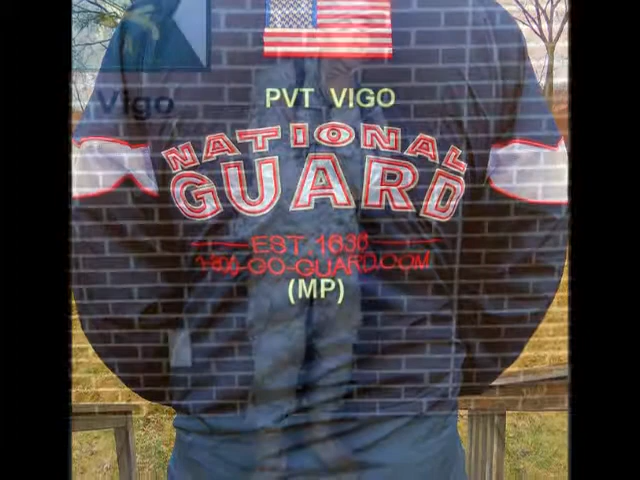 Vigo
PVT VIGO
NATIONAL
GUARD
EST. 1636
1-800-GO-GUARD.COM
(MP)